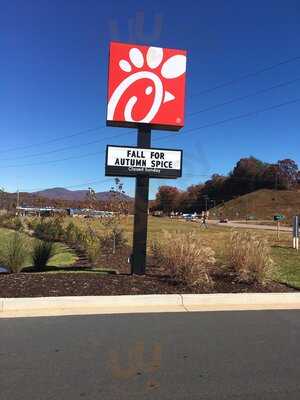 FALL FOR
AUTUMN SPICE
Closed Sunday